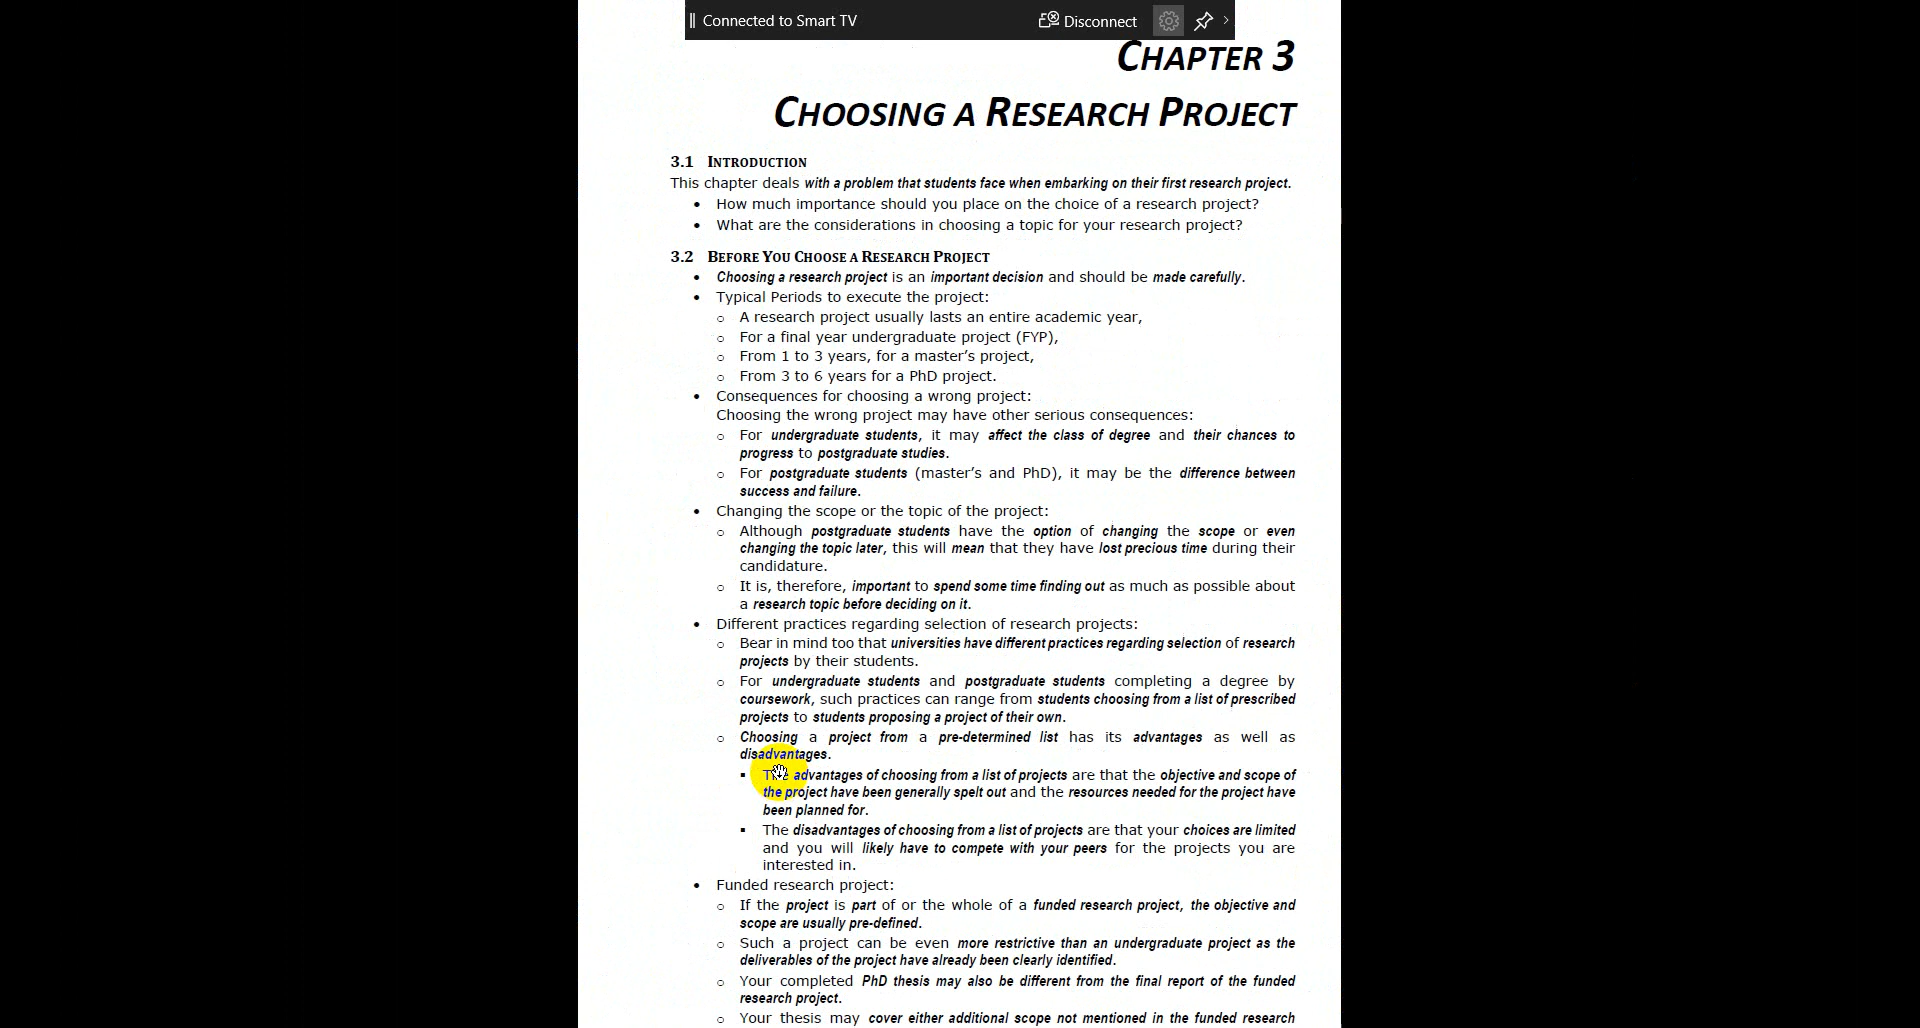 Connected to Smart TV
Disconnect
CHAPTER 3
CHOOSING A RESEARCH PROJECT
3.1 INTRODUCTION
This chapter deals with a problem that students face when embarking on their first research project.
• How much importance should you place on the choice of a research project?
• What are the considerations in choosing a topic for your research project?
3.2 BEFORE YOU CHOOSE A RESEARCH PROJECT
• Choosing a research project is an important decision and should be made carefully.
• Typical Periods to execute the project:
o A research project usually lasts an entire academic year,
o For a final year undergraduate project (FYP),
o From 1 to 3 years, for a master's project,
o From 3 to 6 years for a PhD project.
• Consequences for choosing a wrong project:
Choosing the wrong project may have other serious consequences:
o For undergraduate students, it may affect the class of degree and their chances to
progress to postgraduate studies.
o For postgraduate students (master's and PhD), it may be the difference between
success and failure.
• Changing the scope or the topic of the project:
o Although postgraduate students have the option of changing the scope or even
changing the topic later, this will mean that they have lost precious time during their
candidature.
o It is, therefore, important to spend some time finding out as much as possible about
a research topic before deciding on it.
• Different practices regarding selection of research projects:
o Bear in mind too that universities have different practices regarding selection of research
projects by their students.
o For undergraduate students and postgraduate students completing a degree by
coursework, such practices can range from students choosing from a list of prescribed
projects to students proposing a project of their own.
o Choosing a project from a pre-determined list has its advantages as well as
disadvantages.
▪ The advantages of choosing from a list of projects are that the objective and scope of
the project have been generally spelt out and the resources needed for the project have
been planned for.
▪ The disadvantages of choosing from a list of projects are that your choices are limited
and you will likely have to compete with your peers for the projects you are
interested in.
• Funded research project:
o If the project is part of or the whole of a funded research project, the objective and
scope are usually pre-defined.
o Such a project can be even more restrictive than an undergraduate project as the
deliverables of the project have already been clearly identified.
o Your completed PhD thesis may also be different from the final report of the funded
research project.
o Your thesis may cover either additional scope not mentioned in the funded research